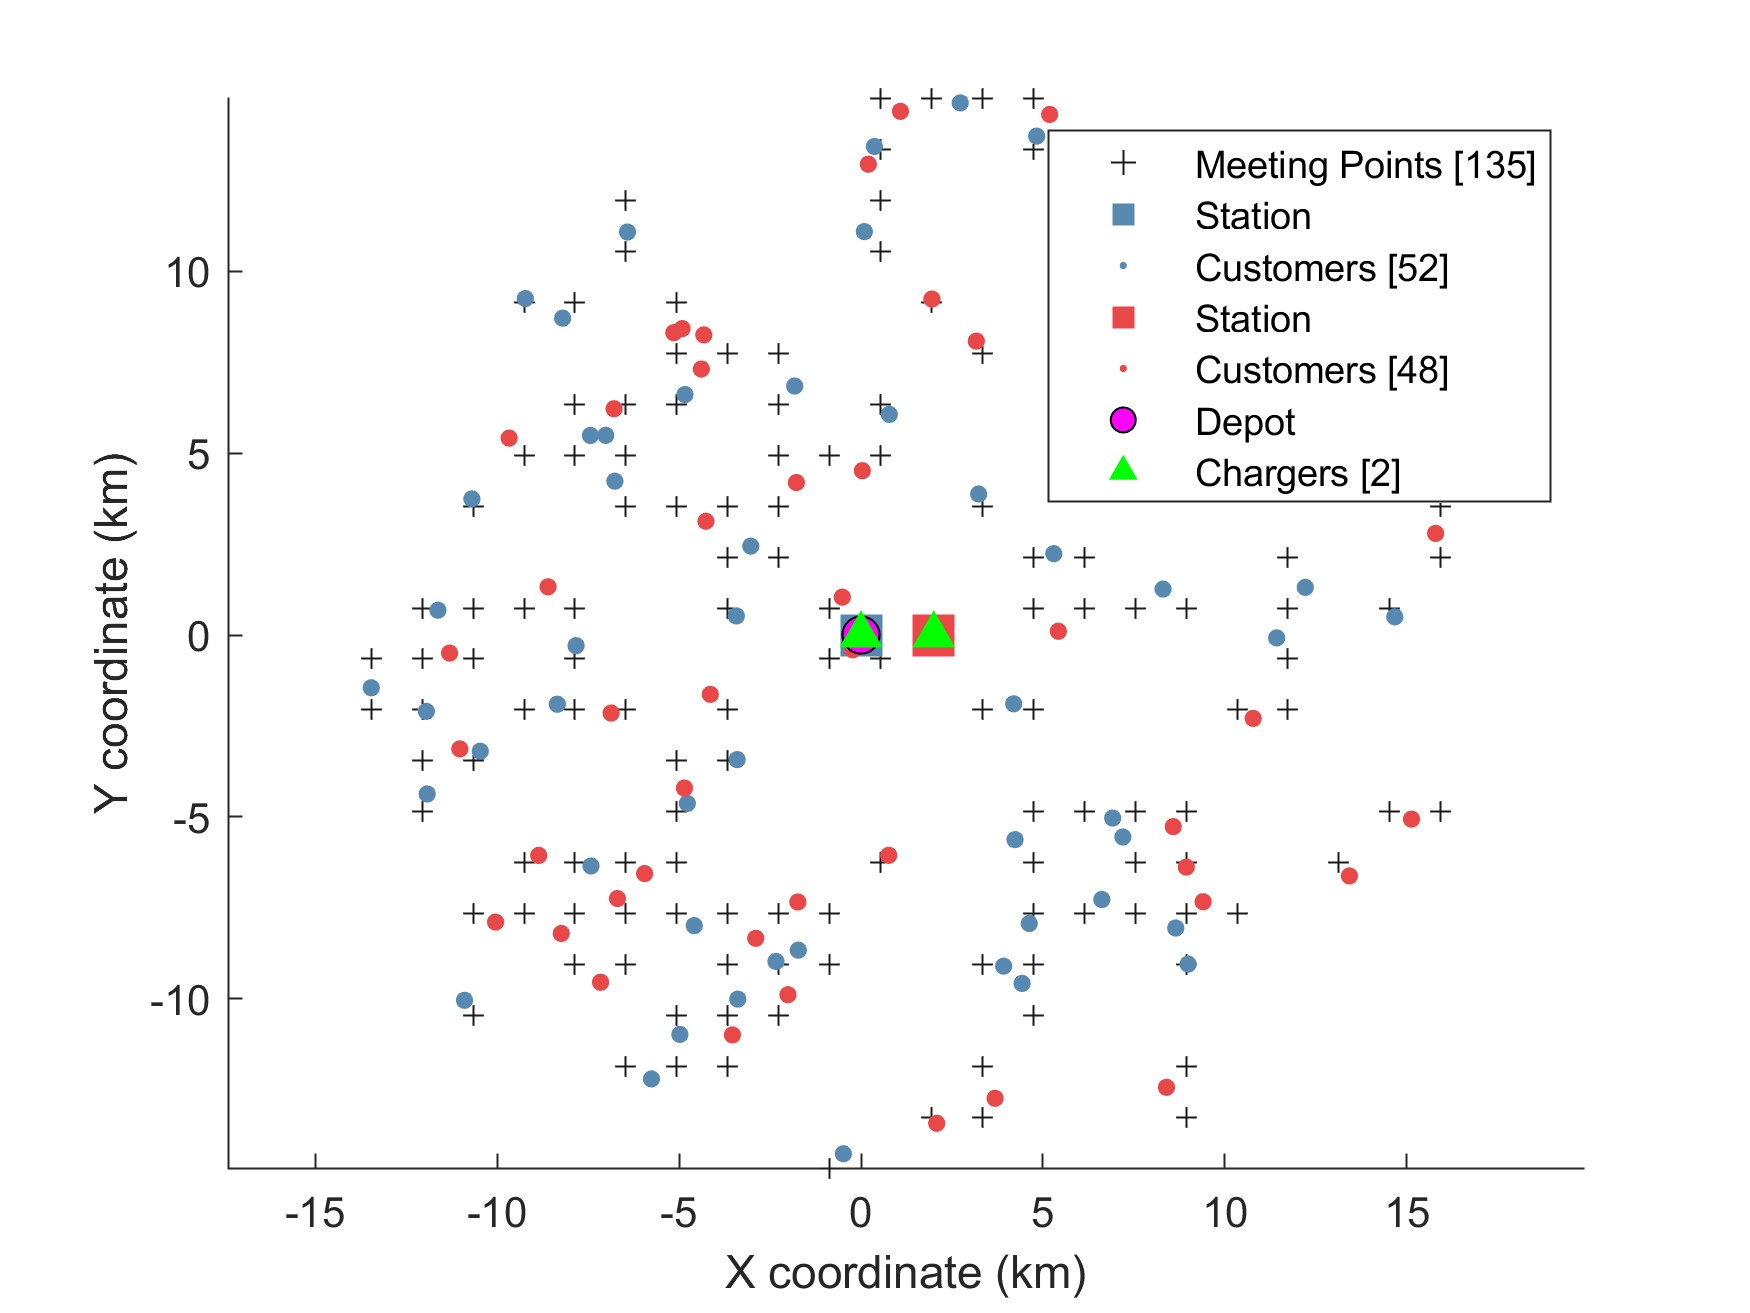 Meeting Points [135]
Station
Customers [52]
Station
Customers [48]
Depot
Chargers [2]
10
5
0
-5
-10
Y coordinate (km)
-15 -10 -5 0 5 10 15
X coordinate (km)